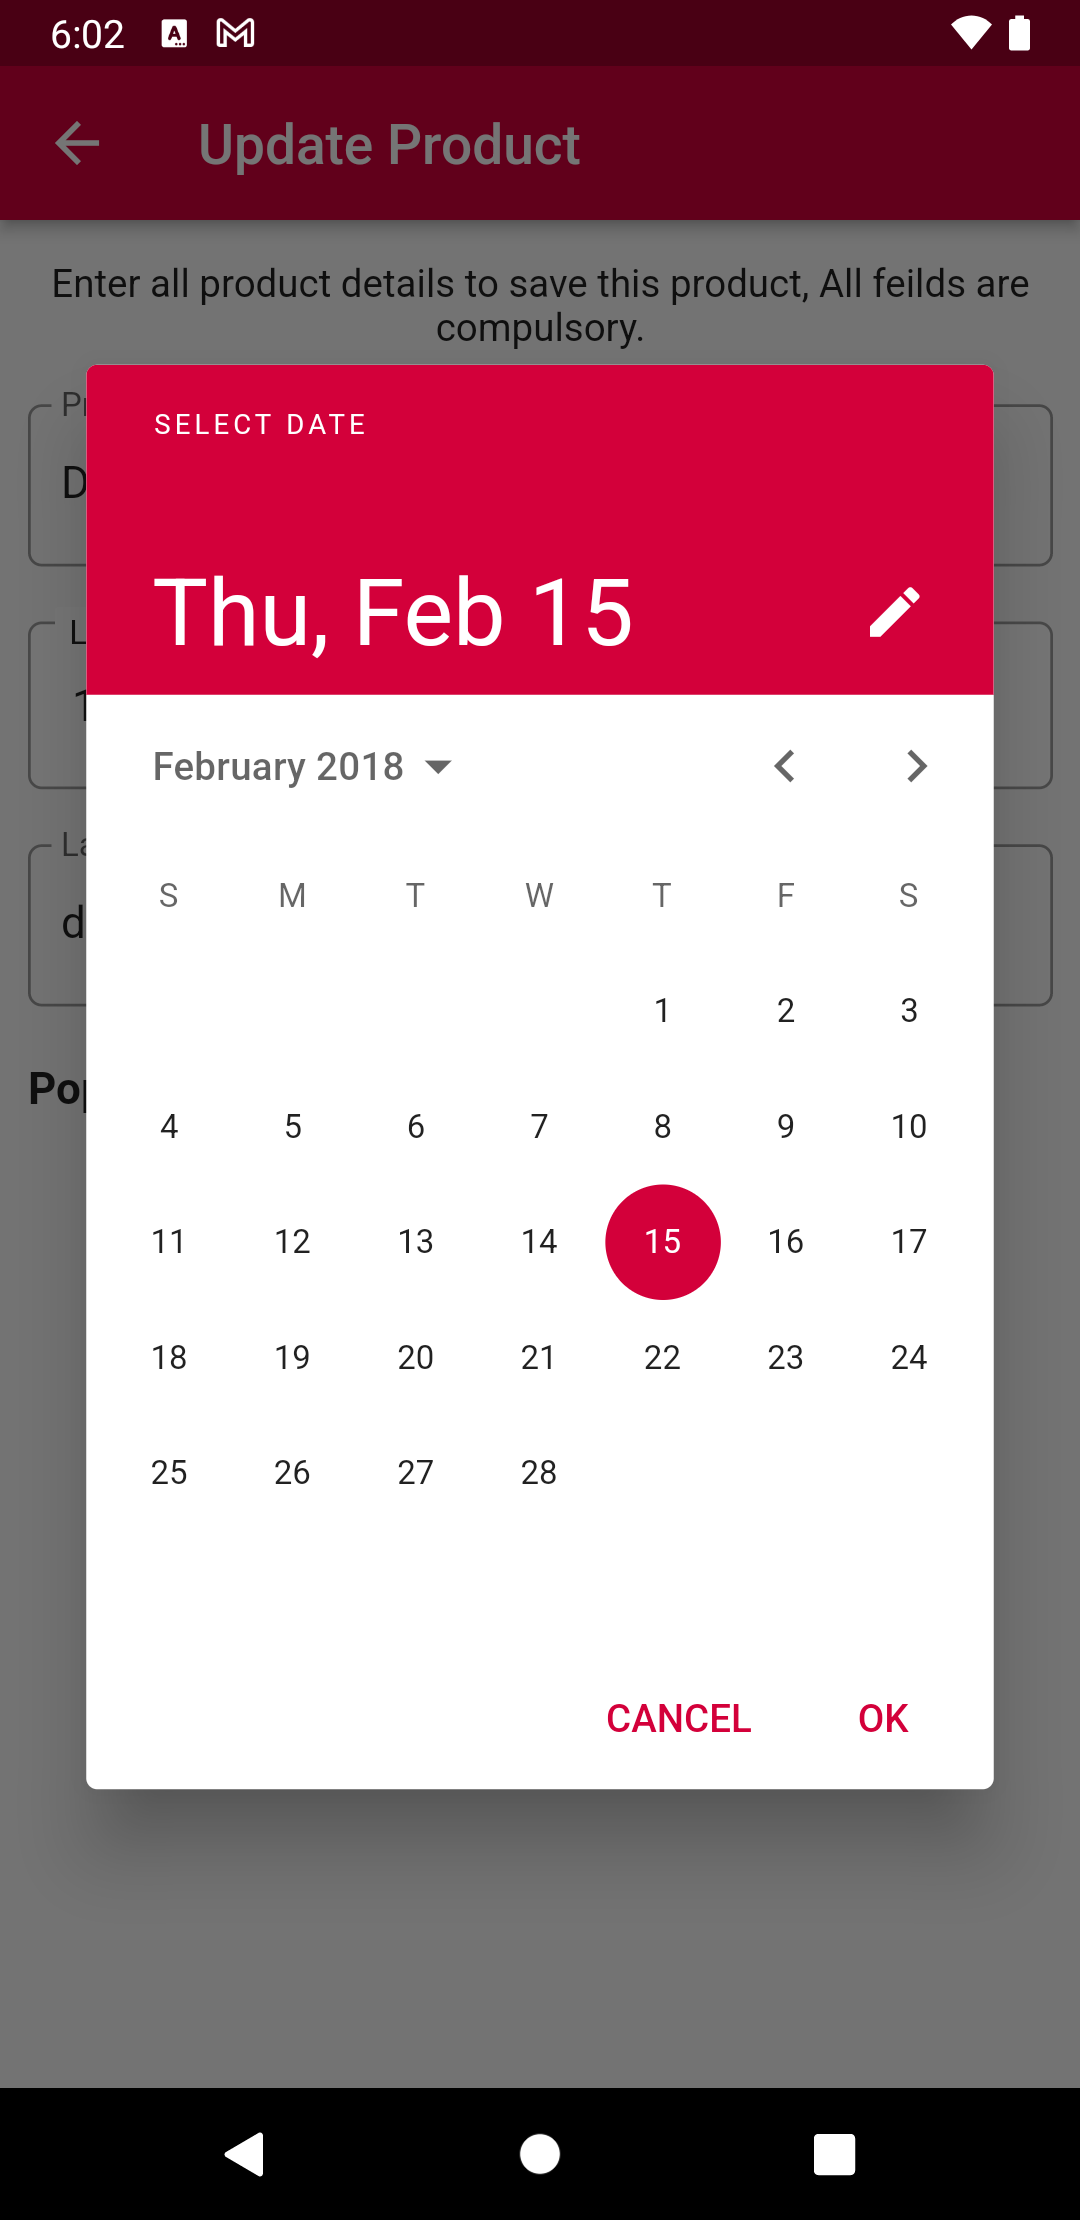 6:02
Update Product
Enter all product details to save this product, All feilds are
compulsory.
SELECT DATE
Thu, Feb 15
February 2018
S M T W T F S
1 2 3
4 5 6 7 8 9 10
11 12 13 14 15 16 17
18 19 20 21 22 23 24
25 26 27 28
CANCEL OK